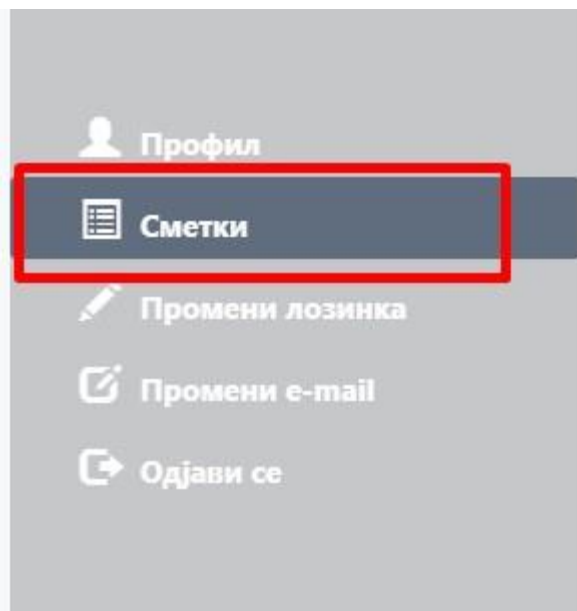 Профил
Сметки
Промени лозинка
Промени e-mail
Одјави се